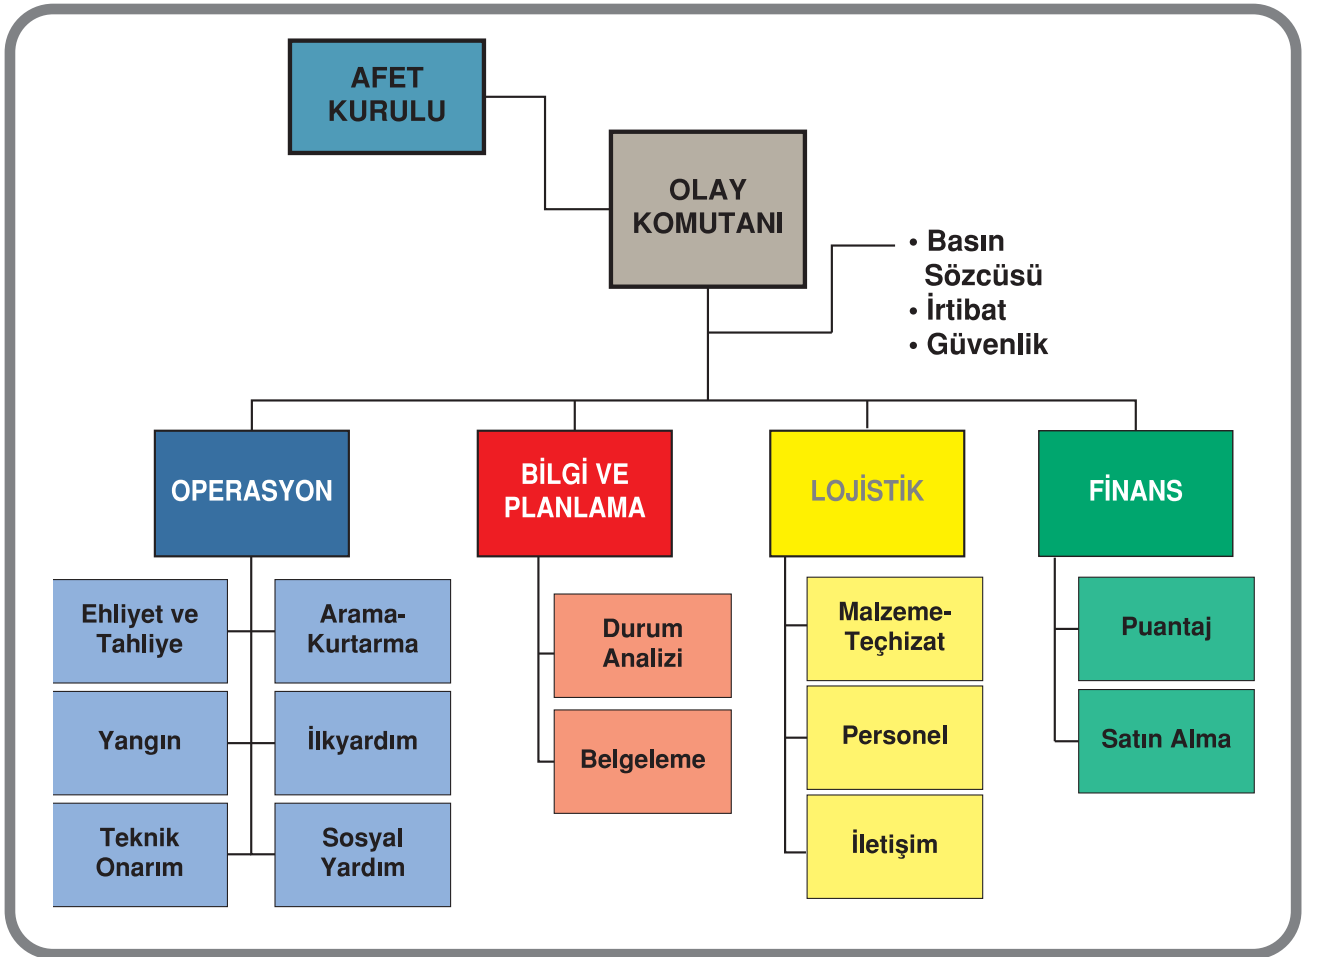 AFET
KURULU
OLAY
KOMUTANI
• Basın
Sözcüsü
• İrtibat
• Güvenlik
OPERASYON
BİLGİ VE
PLANLAMA
LOJİSTİK
FİNANS
Ehliyet ve
Tahliye
Arama-
Kurtarma
Yangın
İlkyardım
Teknik
Onarım
Sosyal
Yardım
Durum
Analizi
Belgeleme
Malzeme-
Teçhizat
Personel
İletişim
Puantaj
Satın Alma